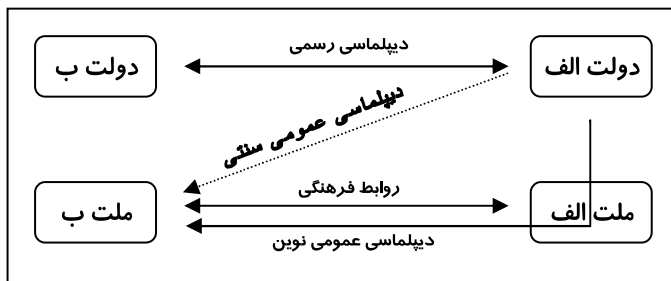 دولت الف
دیپلماسی رسمی
دولت ب
دیپلماسی عمومی سنتی
ملت الف
روابط فرهنگی
ملت ب
دیپلماسی عمومی نوین